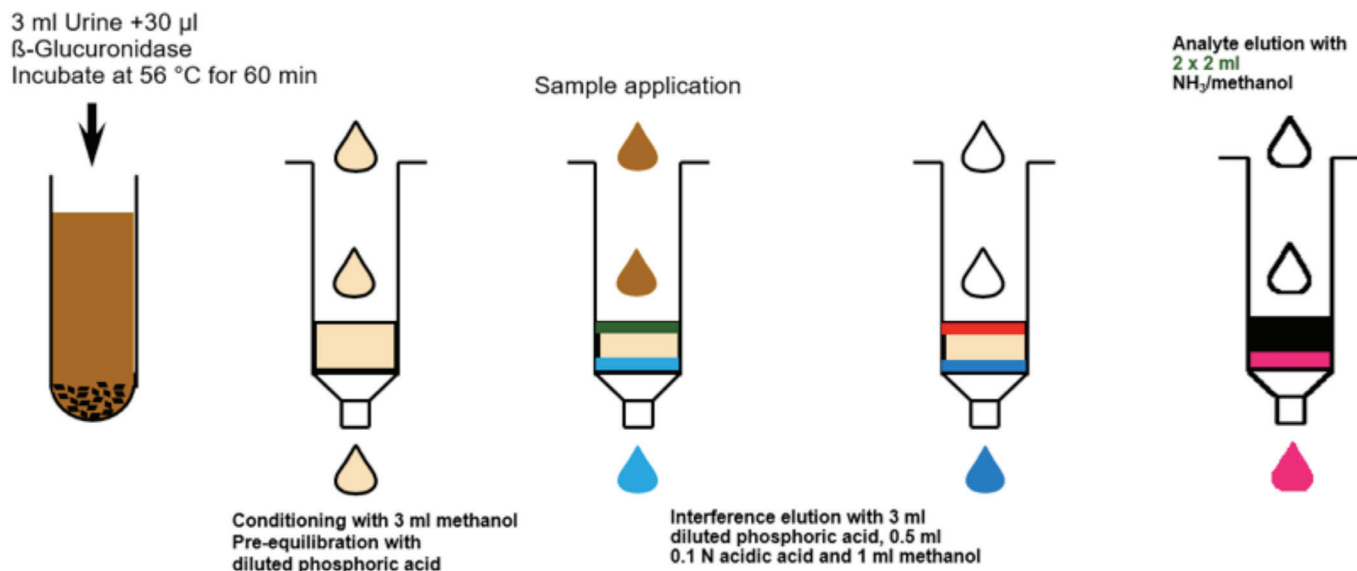 3 ml Urine +30 µl
ß-Glucuronidase
Incubate at 56 °C for 60 min
Sample application
Analyte elution with
2 x 2 ml
NH₃/methanol
Conditioning with 3 ml methanol
Pre-equilibration with
diluted phosphoric acid
Interference elution with 3 ml
diluted phosphoric acid, 0.5 ml
0.1 N acidic acid and 1 ml methanol